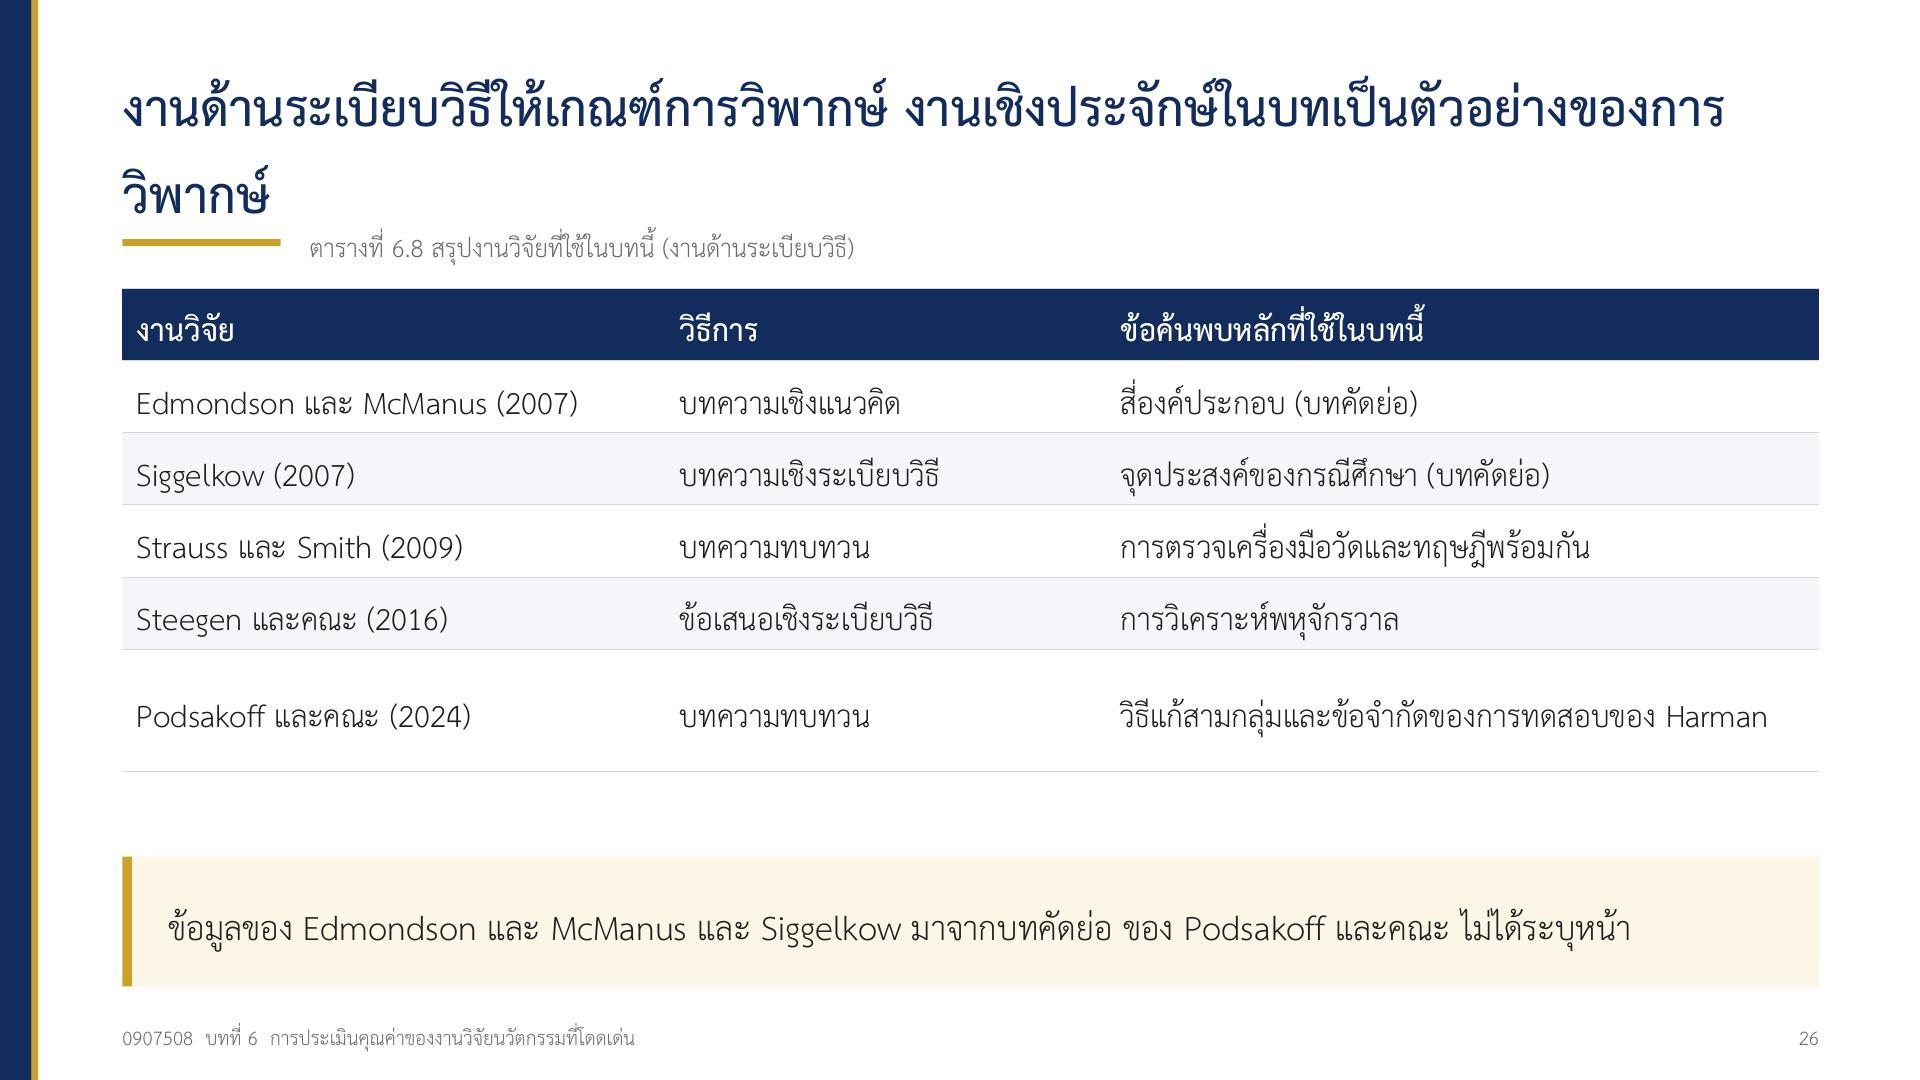 งานด้านระเบียบวิธีให้เกณฑ์การวิพากษ์ งานเชิงประจักษ์ในบทเป็นตัวอย่างของการ
วิพากษ์
ตารางที่ 6.8 สรุปงานวิจัยที่ใช้ในบทนี้ (งานด้านระเบียบวิธี)
งานวิจัย วิธีการ ข้อค้นพบหลักที่ใช้ในบทนี้
Edmondson และ McManus (2007) บทความเชิงแนวคิด สี่องค์ประกอบ (บทคัดย่อ)
Siggelkow (2007) บทความเชิงระเบียบวิธี จุดประสงค์ของกรณีศึกษา (บทคัดย่อ)
Strauss และ Smith (2009) บทความทบทวน การตรวจเครื่องมือวัดและทฤษฎีพร้อมกัน
Steegen และคณะ (2016) ข้อเสนอเชิงระเบียบวิธี การวิเคราะห์พหุจักรวาล
Podsakoff และคณะ (2024) บทความทบทวน วิธีแก้สามกลุ่มและข้อจำกัดของการทดสอบของ Harman
ข้อมูลของ Edmondson และ McManus และ Siggelkow มาจากบทคัดย่อ ของ Podsakoff และคณะ ไม่ได้ระบุหน้า
0907508 บทที่ 6 การประเมินคุณค่าของงานวิจัยนวัตกรรมที่โดดเด่น 26